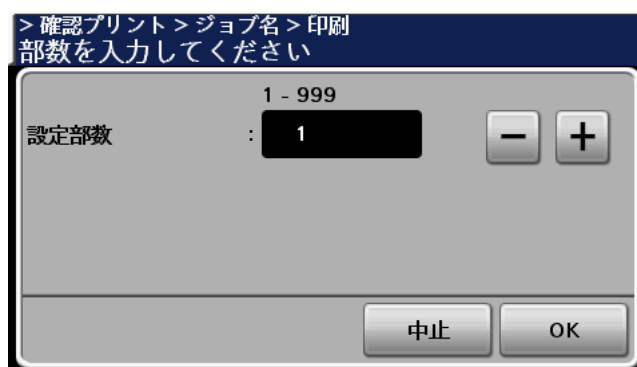 > 確認プリント > ジョブ名 > 印刷
部数を入力してください
1 - 999
設定部数 : 1 − +
中止 OK